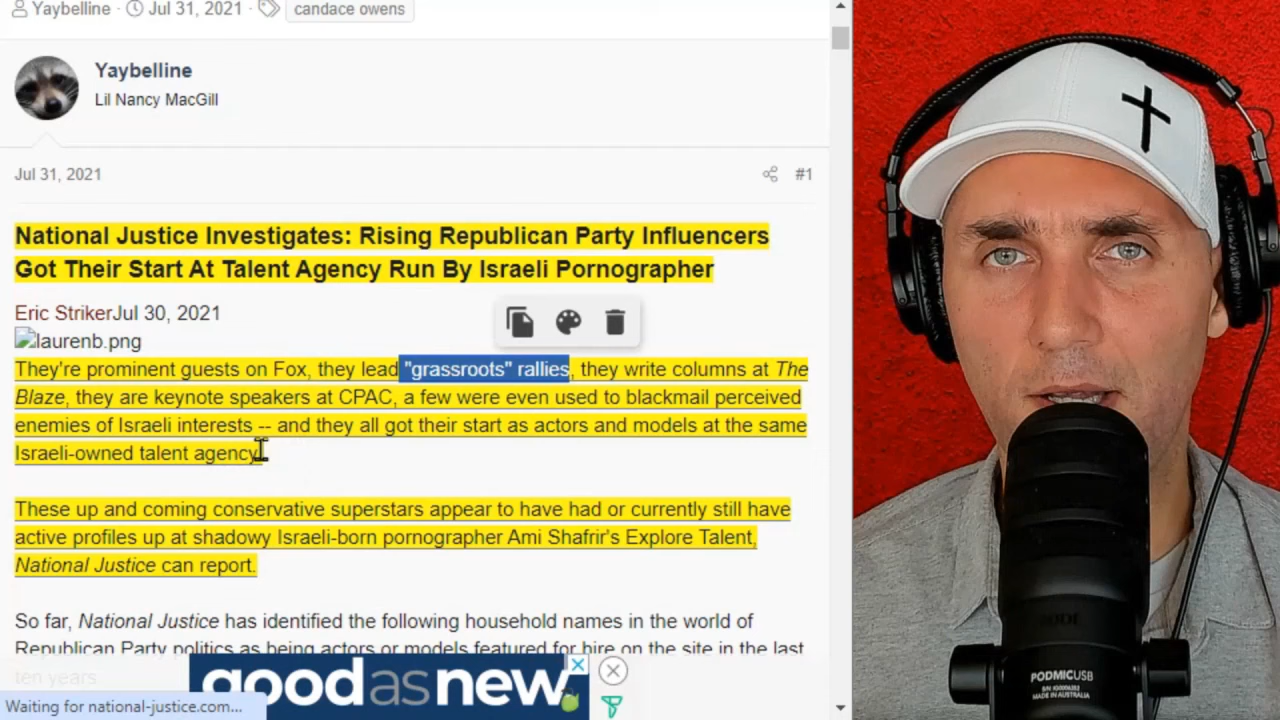 Yaybelline · Jul 31, 2021 · candace owens
Yaybelline
Lil Nancy MacGill
Jul 31, 2021 #1
National Justice Investigates: Rising Republican Party Influencers
Got Their Start At Talent Agency Run By Israeli Pornographer
Eric StrikerJul 30, 2021
laurenb.png
They're prominent guests on Fox, they lead "grassroots" rallies, they write columns at The
Blaze, they are keynote speakers at CPAC, a few were even used to blackmail perceived
enemies of Israeli interests -- and they all got their start as actors and models at the same
Israeli-owned talent agency.
These up and coming conservative superstars appear to have had or currently still have
active profiles up at shadowy Israeli-born pornographer Ami Shafrir's Explore Talent,
National Justice can report.
So far, National Justice has identified the following household names in the world of
Republican Party politics as being actors or models featured for hire on the site in the last
ten years.
goodasnew
Waiting for national-justice.com...
PODMICUSB
MADE IN AUSTRALIA